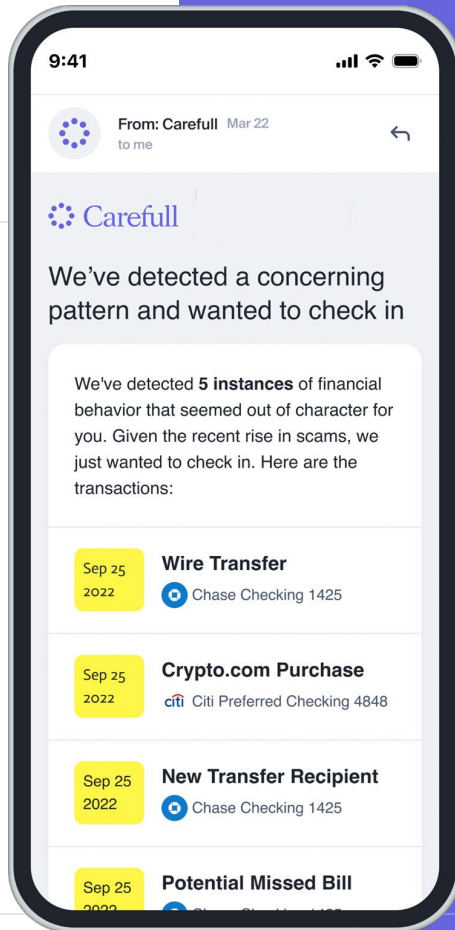 9:41
From: Carefull Mar 22
to me
Carefull
We've detected a concerning
pattern and wanted to check in
We've detected 5 instances of financial
behavior that seemed out of character for
you. Given the recent rise in scams, we
just wanted to check in. Here are the
transactions:
Sep 25
2022
Wire Transfer
Chase Checking 1425
Sep 25
2022
Crypto.com Purchase
citi Citi Preferred Checking 4848
Sep 25
2022
New Transfer Recipient
Chase Checking 1425
Sep 25
2022
Potential Missed Bill